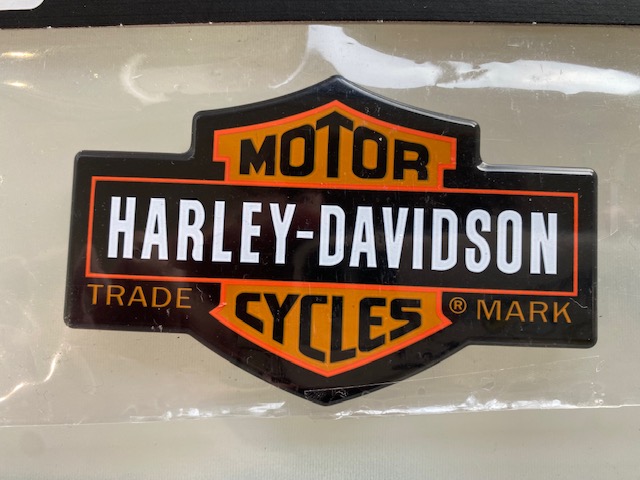 MOTOR
HARLEY-DAVIDSON
TRADE ® MARK
CYCLES